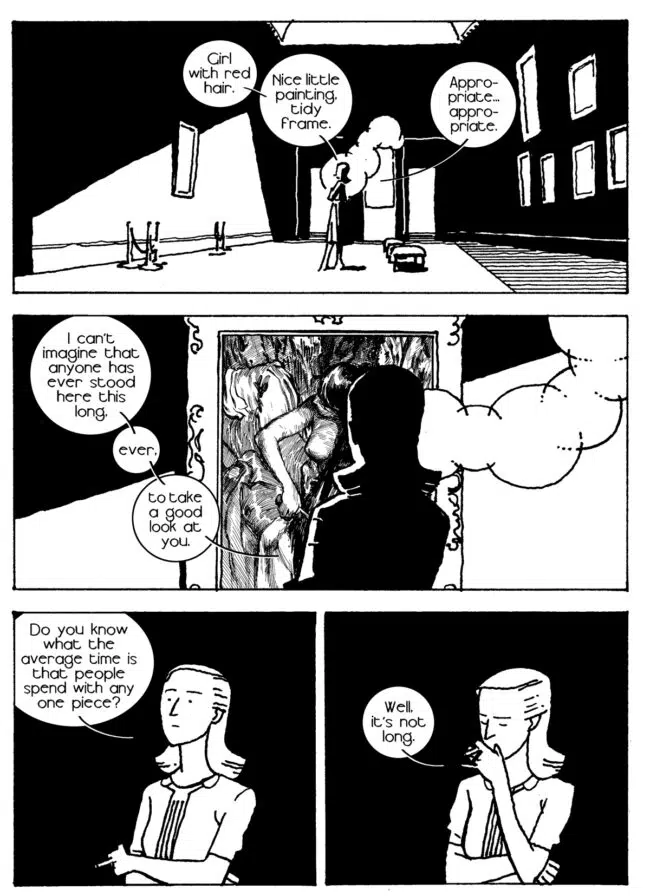 Girl
with red
hair.
Nice little
painting,
tidy
frame.
Appro-
priate...
appro-
priate.
I can't
imagine that
anyone has
ever stood
here this
long,
ever,
to take
a good
look at
you.
Do you know
what the
average time is
that people
spend with any
one piece?
Well,
it's not
long.